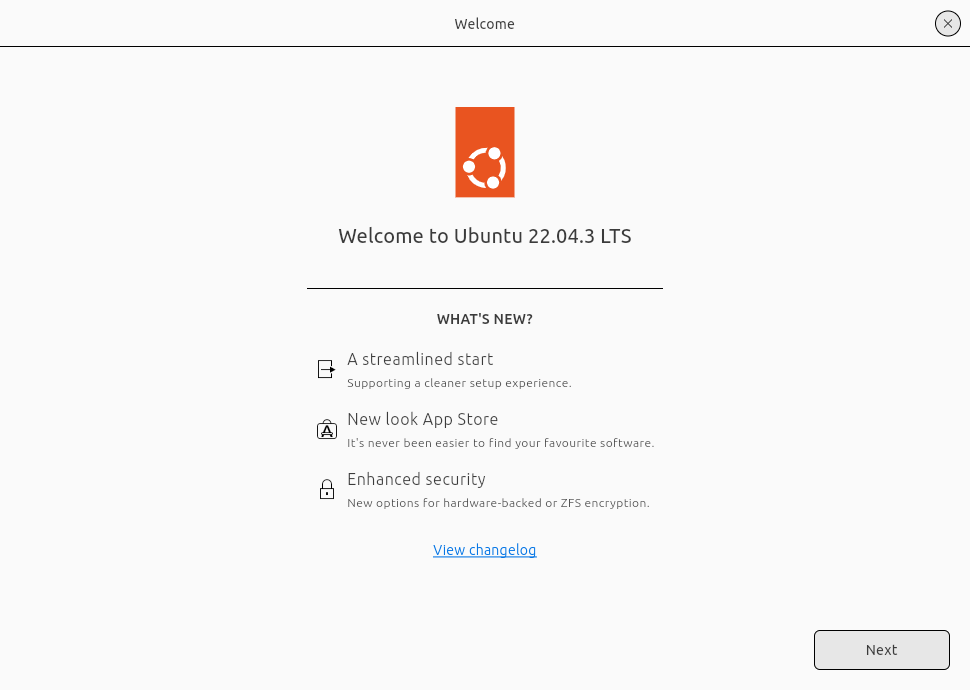 Welcome
Welcome to Ubuntu 22.04.3 LTS
WHAT'S NEW?
A streamlined start
Supporting a cleaner setup experience.
New look App Store
It's never been easier to find your favourite software.
Enhanced security
New options for hardware-backed or ZFS encryption.
View changelog
Next